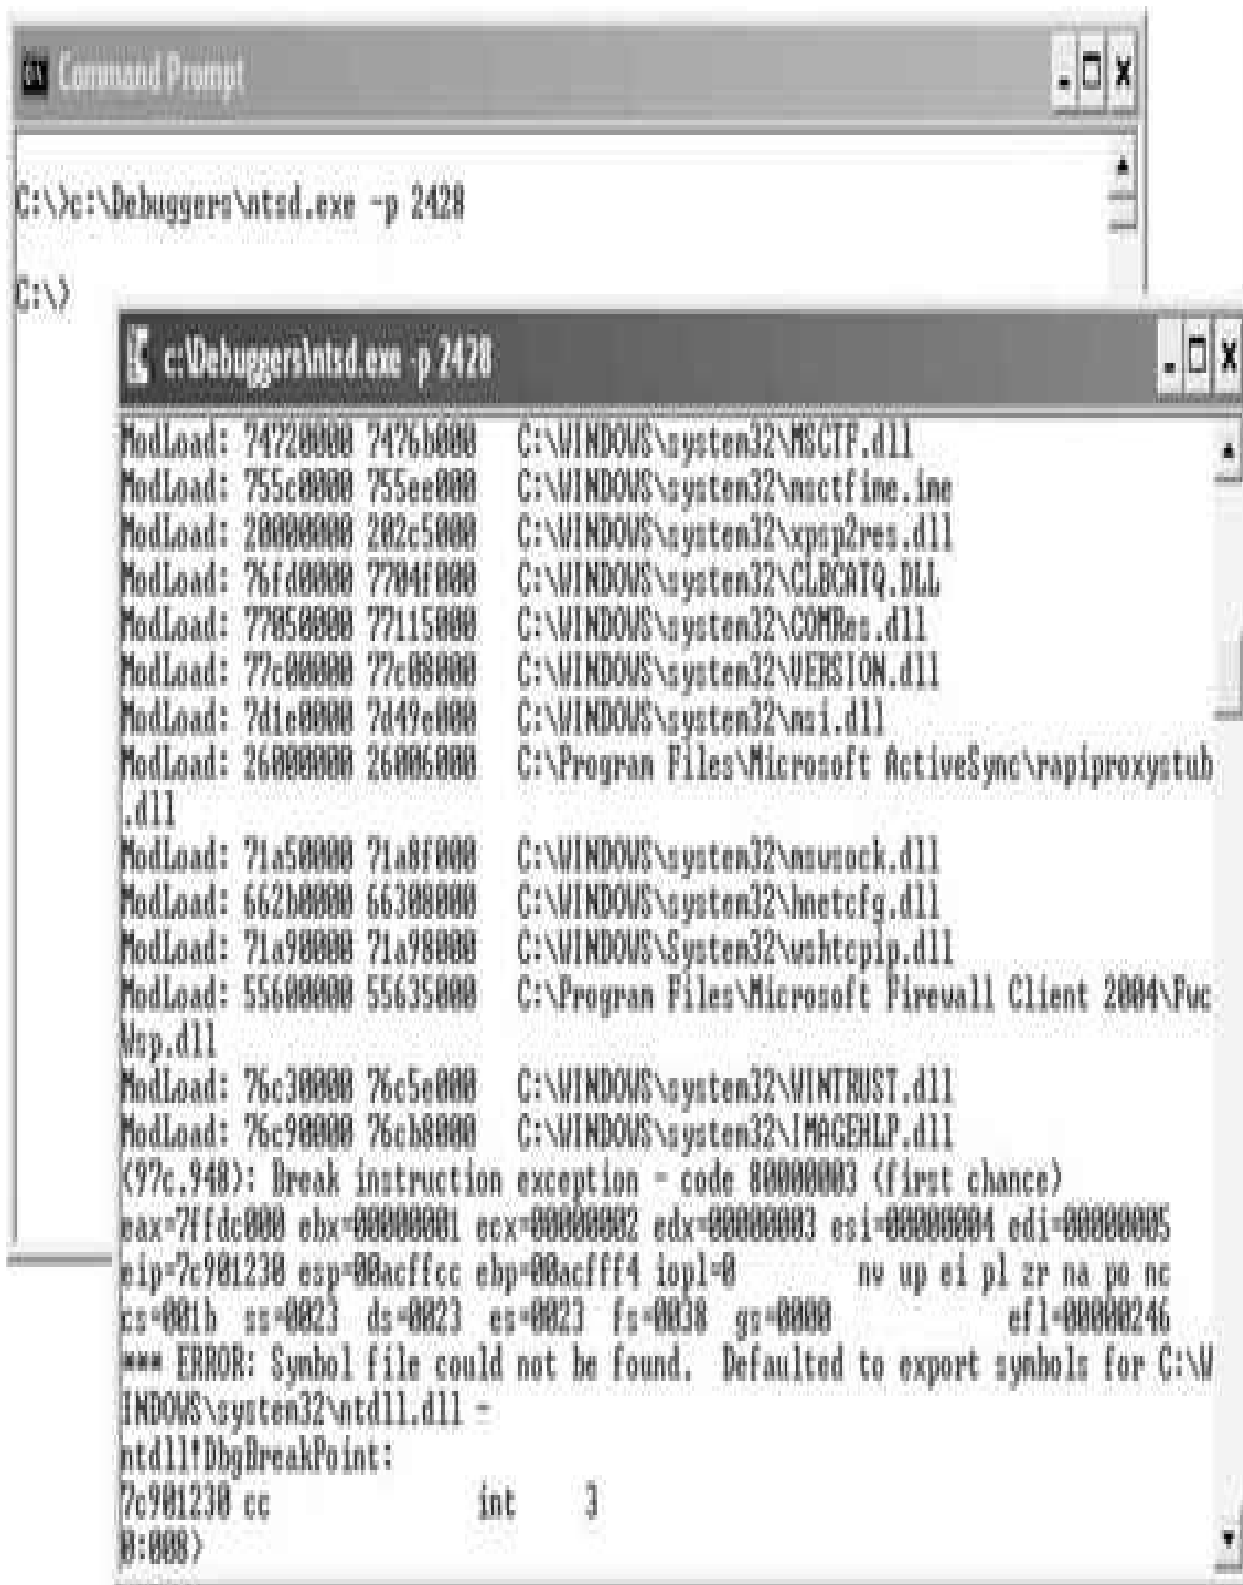 Command Prompt
C:\>c:\Debuggers\ntsd.exe -p 2428
C:\>
c:\Debuggers\ntsd.exe -p 2428
ModLoad: 74720000 7476b000   C:\WINDOWS\system32\MSCTF.dll
ModLoad: 755c0000 755ee000   C:\WINDOWS\system32\msctfime.ime
ModLoad: 20000000 202c5000   C:\WINDOWS\system32\xpsp2res.dll
ModLoad: 76fd0000 7704f000   C:\WINDOWS\system32\CLBCATQ.DLL
ModLoad: 77050000 77115000   C:\WINDOWS\system32\COMRes.dll
ModLoad: 77c00000 77c08000   C:\WINDOWS\system32\VERSION.dll
ModLoad: 7d1e0000 7d49e000   C:\WINDOWS\system32\msi.dll
ModLoad: 26000000 26006000   C:\Program Files\Microsoft ActiveSync\rapiproxystub
.dll
ModLoad: 71a50000 71a8f000   C:\WINDOWS\system32\mswsock.dll
ModLoad: 662b0000 66308000   C:\WINDOWS\system32\hnetcfg.dll
ModLoad: 71a90000 71a98000   C:\WINDOWS\System32\wshtcpip.dll
ModLoad: 55600000 55635000   C:\Program Files\Microsoft Firewall Client 2004\Fwc
Wsp.dll
ModLoad: 76c30000 76c5e000   C:\WINDOWS\system32\WINTRUST.dll
ModLoad: 76c90000 76cb8000   C:\WINDOWS\system32\IMAGEHLP.dll
(97c.940): Break instruction exception - code 80000003 (first chance)
eax=7ffdc000 ebx=00000001 ecx=00000002 edx=00000003 esi=00000004 edi=00000005
eip=7c901230 esp=00acffcc ebp=00acfff4 iopl=0         nv up ei pl zr na po nc
cs=001b  ss=0023  ds=0023  es=0023  fs=0038  gs=0000             efl=00000246
*** ERROR: Symbol file could not be found.  Defaulted to export symbols for C:\W
INDOWS\system32\ntdll.dll -
ntdll!DbgBreakPoint:
7c901230 cc               int     3
0:008>